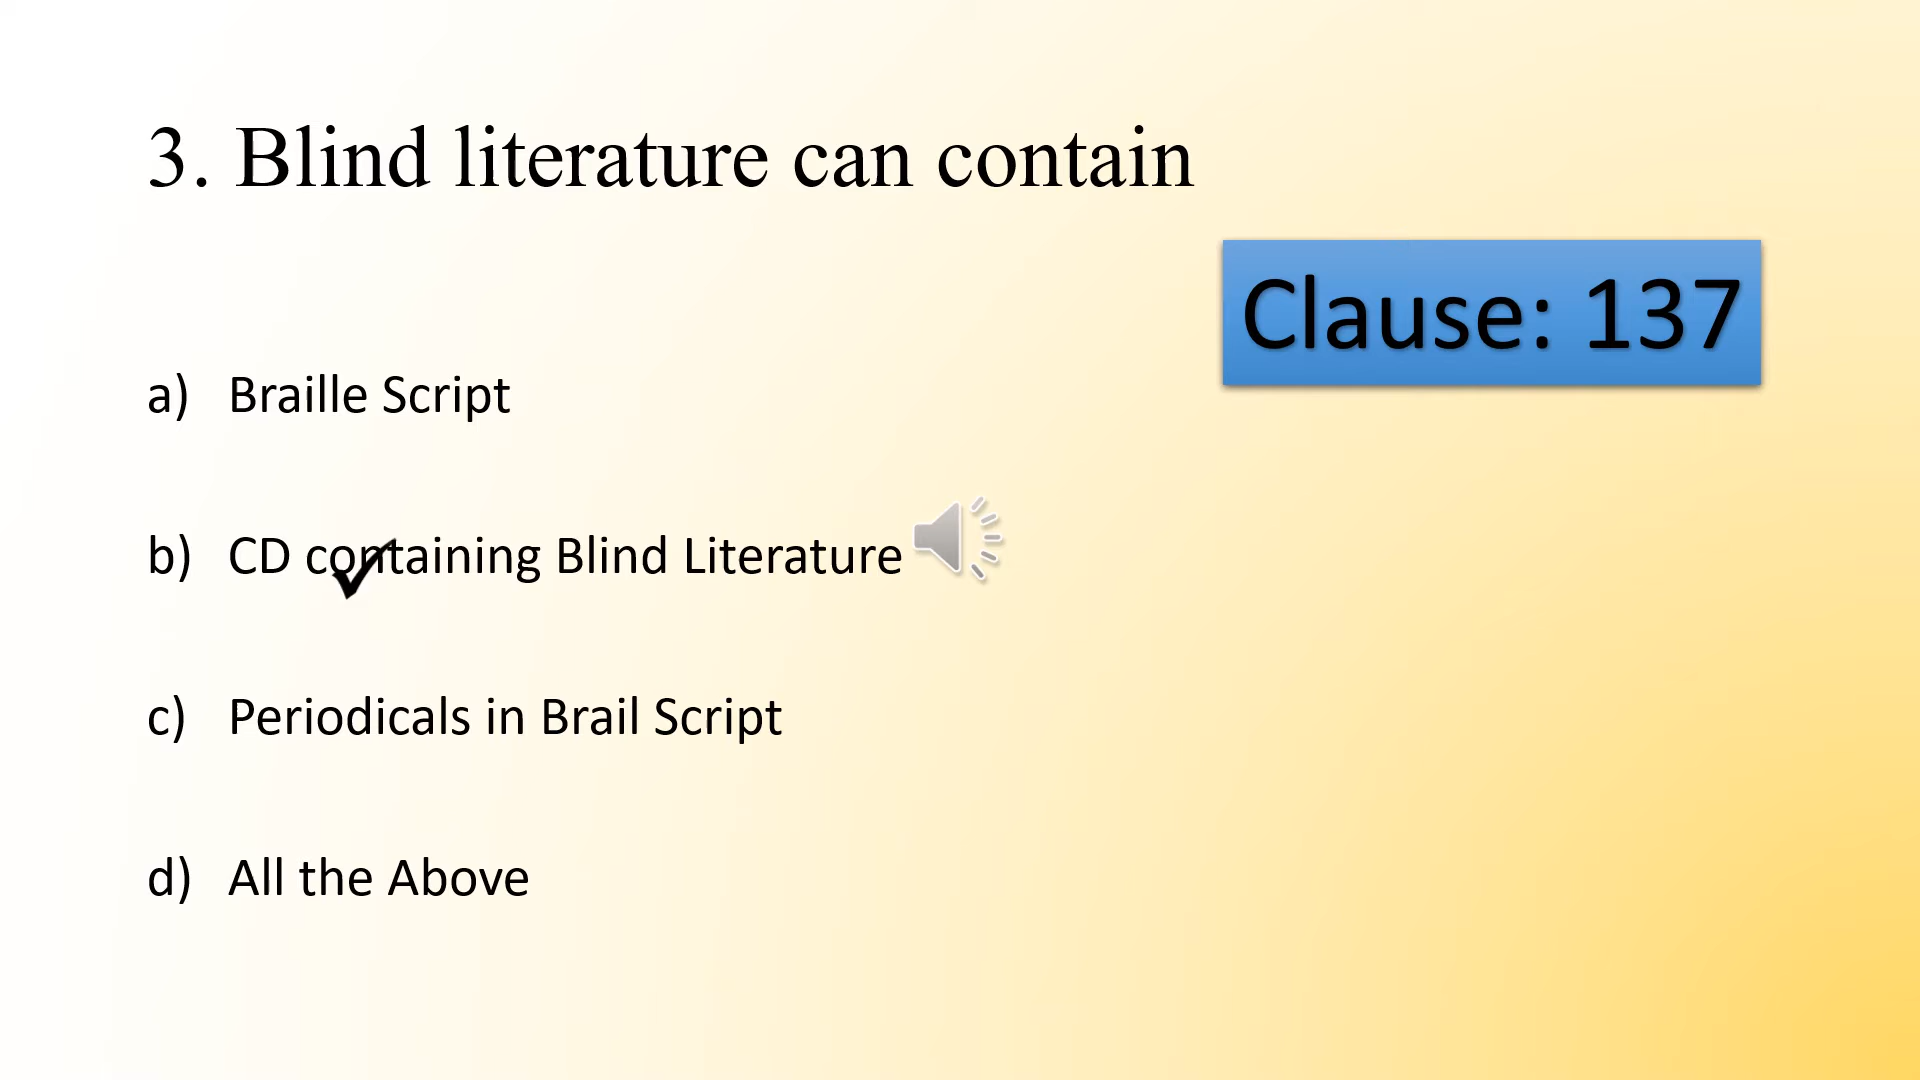 3. Blind literature can contain
Clause: 137
a) Braille Script
b) CD containing Blind Literature
c) Periodicals in Brail Script
d) All the Above